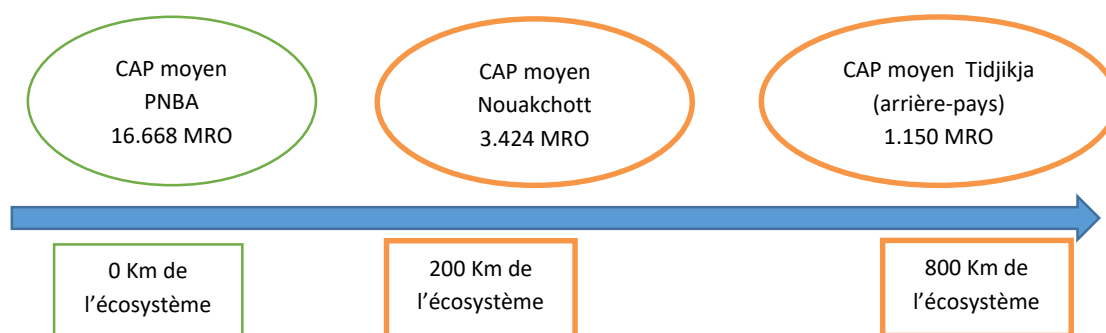 CAP moyen
PNBA
16.668 MRO
CAP moyen
Nouakchott
3.424 MRO
CAP moyen Tidjikja
(arrière-pays)
1.150 MRO
0 Km de
l’écosystème
200 Km de
l’écosystème
800 Km de
l’écosystème